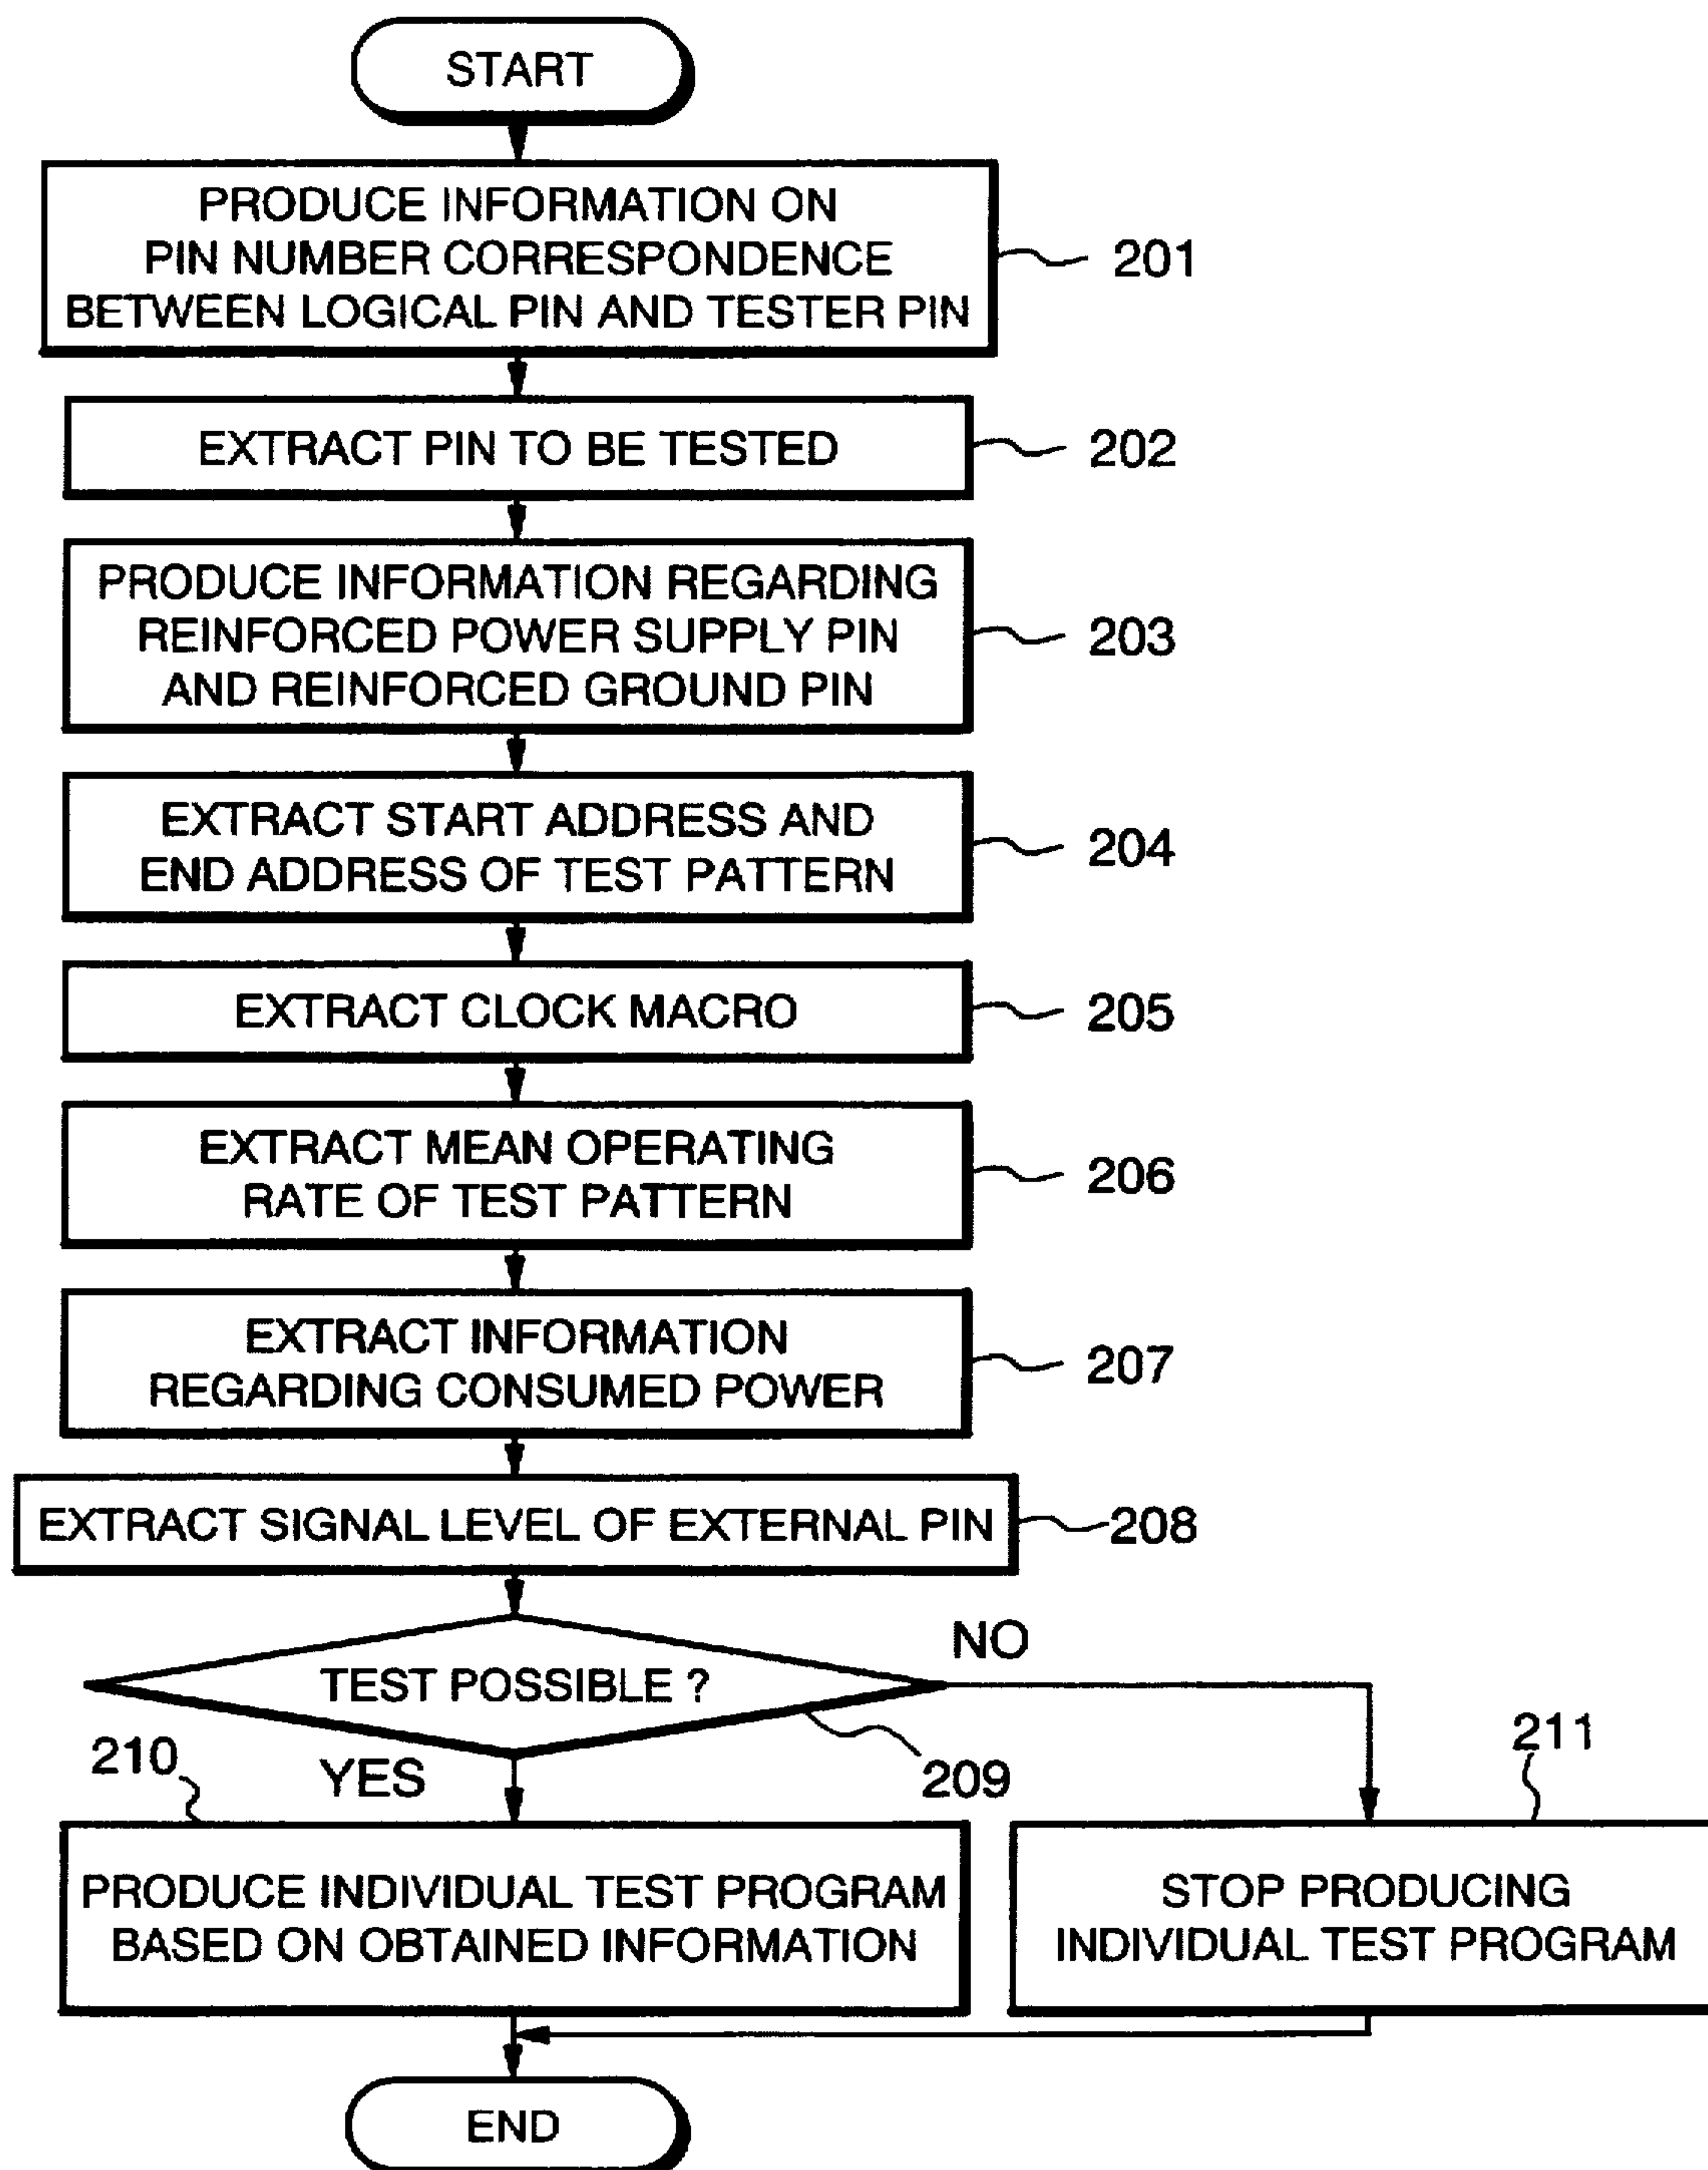 START
PRODUCE INFORMATION ON
PIN NUMBER CORRESPONDENCE
BETWEEN LOGICAL PIN AND TESTER PIN
201
EXTRACT PIN TO BE TESTED
202
PRODUCE INFORMATION REGARDING
REINFORCED POWER SUPPLY PIN
AND REINFORCED GROUND PIN
203
EXTRACT START ADDRESS AND
END ADDRESS OF TEST PATTERN
204
EXTRACT CLOCK MACRO
205
EXTRACT MEAN OPERATING
RATE OF TEST PATTERN
206
EXTRACT INFORMATION
REGARDING CONSUMED POWER
207
EXTRACT SIGNAL LEVEL OF EXTERNAL PIN
208
TEST POSSIBLE ?
NO
209
YES
210
PRODUCE INDIVIDUAL TEST PROGRAM
BASED ON OBTAINED INFORMATION
211
STOP PRODUCING
INDIVIDUAL TEST PROGRAM
END